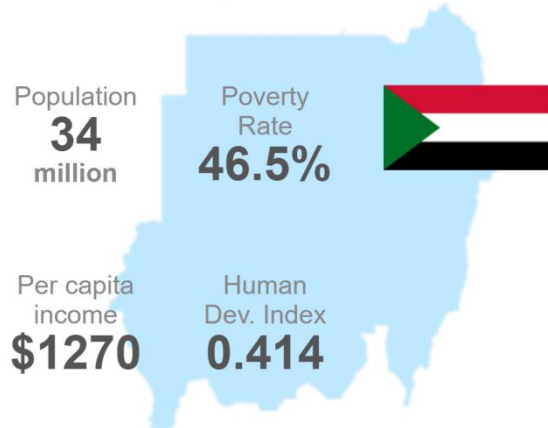 Population
34
million
Poverty
Rate
46.5%
Per capita
income
$1270
Human
Dev. Index
0.414